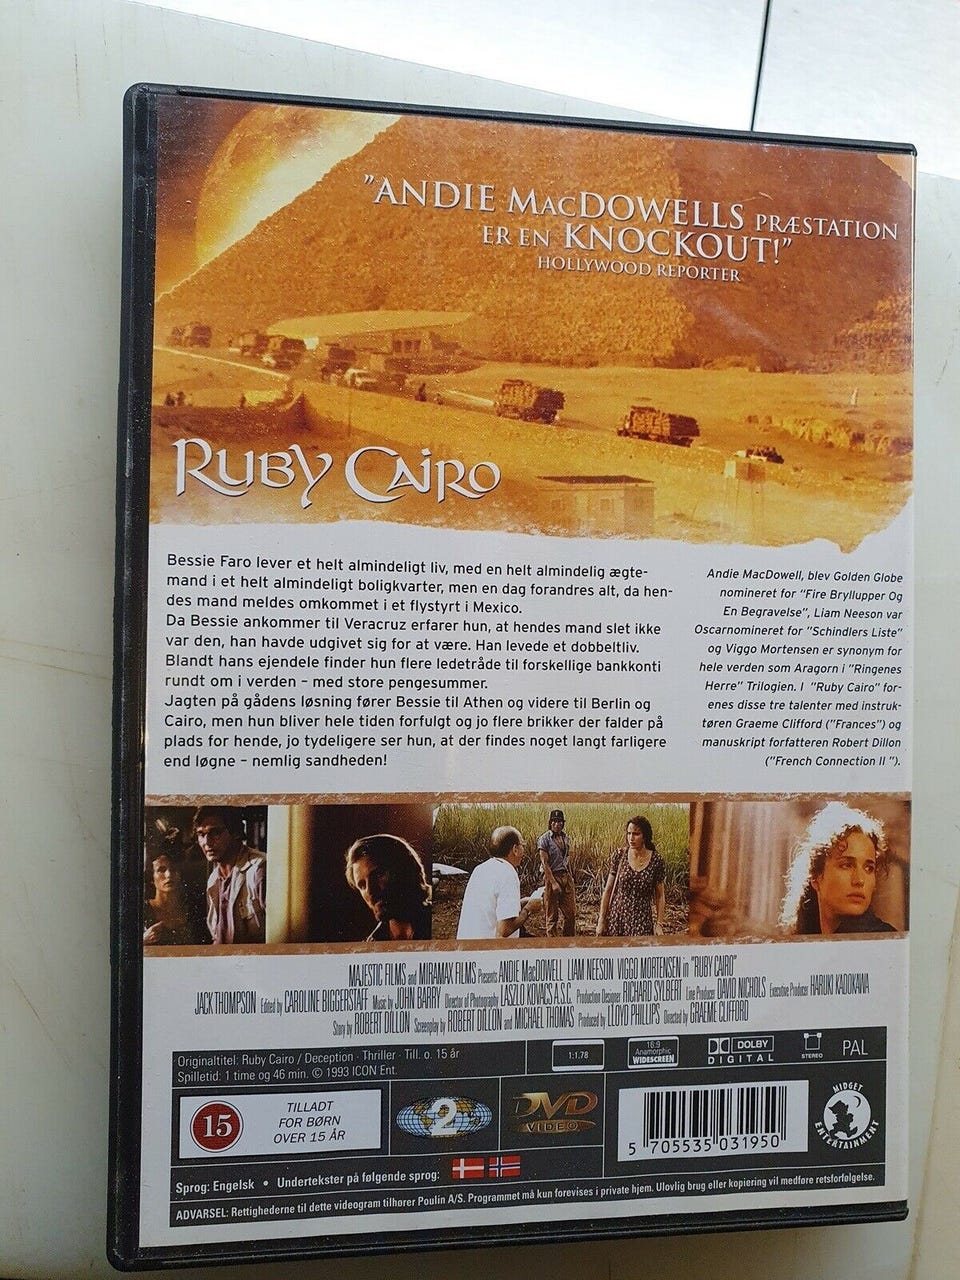 "ANDIE MACDOWELLS PRÆSTATION
ER EN KNOCKOUT!"
HOLLYWOOD REPORTER
RUBY CAIRO
Bessie Faro lever et helt almindeligt liv, med en helt almindelig ægte-
mand i et helt almindeligt boligkvarter, men en dag forandres alt, da hen-
des mand meldes omkommet i et flystyrt i Mexico.
Da Bessie ankommer til Veracruz erfarer hun, at hendes mand slet ikke
var den, han havde udgivet sig for at være. Han levede et dobbeltliv.
Blandt hans ejendele finder hun flere ledetråde til forskellige bankkonti
rundt om i verden – med store pengesummer.
Jagten på gådens løsning fører Bessie til Athen og videre til Berlin og
Cairo, men hun bliver hele tiden forfulgt og jo flere brikker der falder på
plads for hende, jo tydeligere ser hun, at der findes noget langt farligere
end løgne – nemlig sandheden!
Andie MacDowell, blev Golden Globe
nomineret for "Fire Bryllupper Og
En Begravelse", Liam Neeson var
Oscarnomineret for "Schindlers Liste"
og Viggo Mortensen er synonym for
hele verden som Aragorn i "Ringenes
Herre" Trilogien. I "Ruby Cairo" for-
enes disse tre talenter med instruk-
tøren Graeme Clifford ("Frances") og
manuskript forfatteren Robert Dillon
("French Connection II ").
MAJESTIC FILMS and MIRAMAX FILMS Presents ANDIE MacDOWELL LIAM NEESON VIGGO MORTENSEN in "RUBY CAIRO"
JACK THOMPSON Edited by CAROLINE BIGGERSTAFF Music by JOHN BARRY Director of Photography LASZLO KOVACS A.S.C. Production Designer RICHARD SYLBERT Line Producer DAVID NICHOLS Executive Producer HARUKI KADOKAWA
Story by ROBERT DILLON Screenplay by ROBERT DILLON and MICHAEL THOMAS Produced by LLOYD PHILLIPS Directed by GRAEME CLIFFORD
Originaltitel: Ruby Cairo / Deception · Thriller · Till. o. 15 år
Spilletid: 1 time og 46 min. © 1993 ICON Ent.
1:1.78
16:9
Anamorphic
WIDESCREEN
DOLBY
DIGITAL
STEREO
PAL
15
TILLADT
FOR BØRN
OVER 15 ÅR
2
DVD
VIDEO
5 705535 031950
MIDGET
ENTERTAINMENT
Sprog: Engelsk • Undertekster på følgende sprog:
ADVARSEL: Rettighederne til dette videogram tilhører Poulin A/S. Programmet må kun forevises i private hjem. Ulovlig brug eller kopiering vil medføre retsforfølgelse.